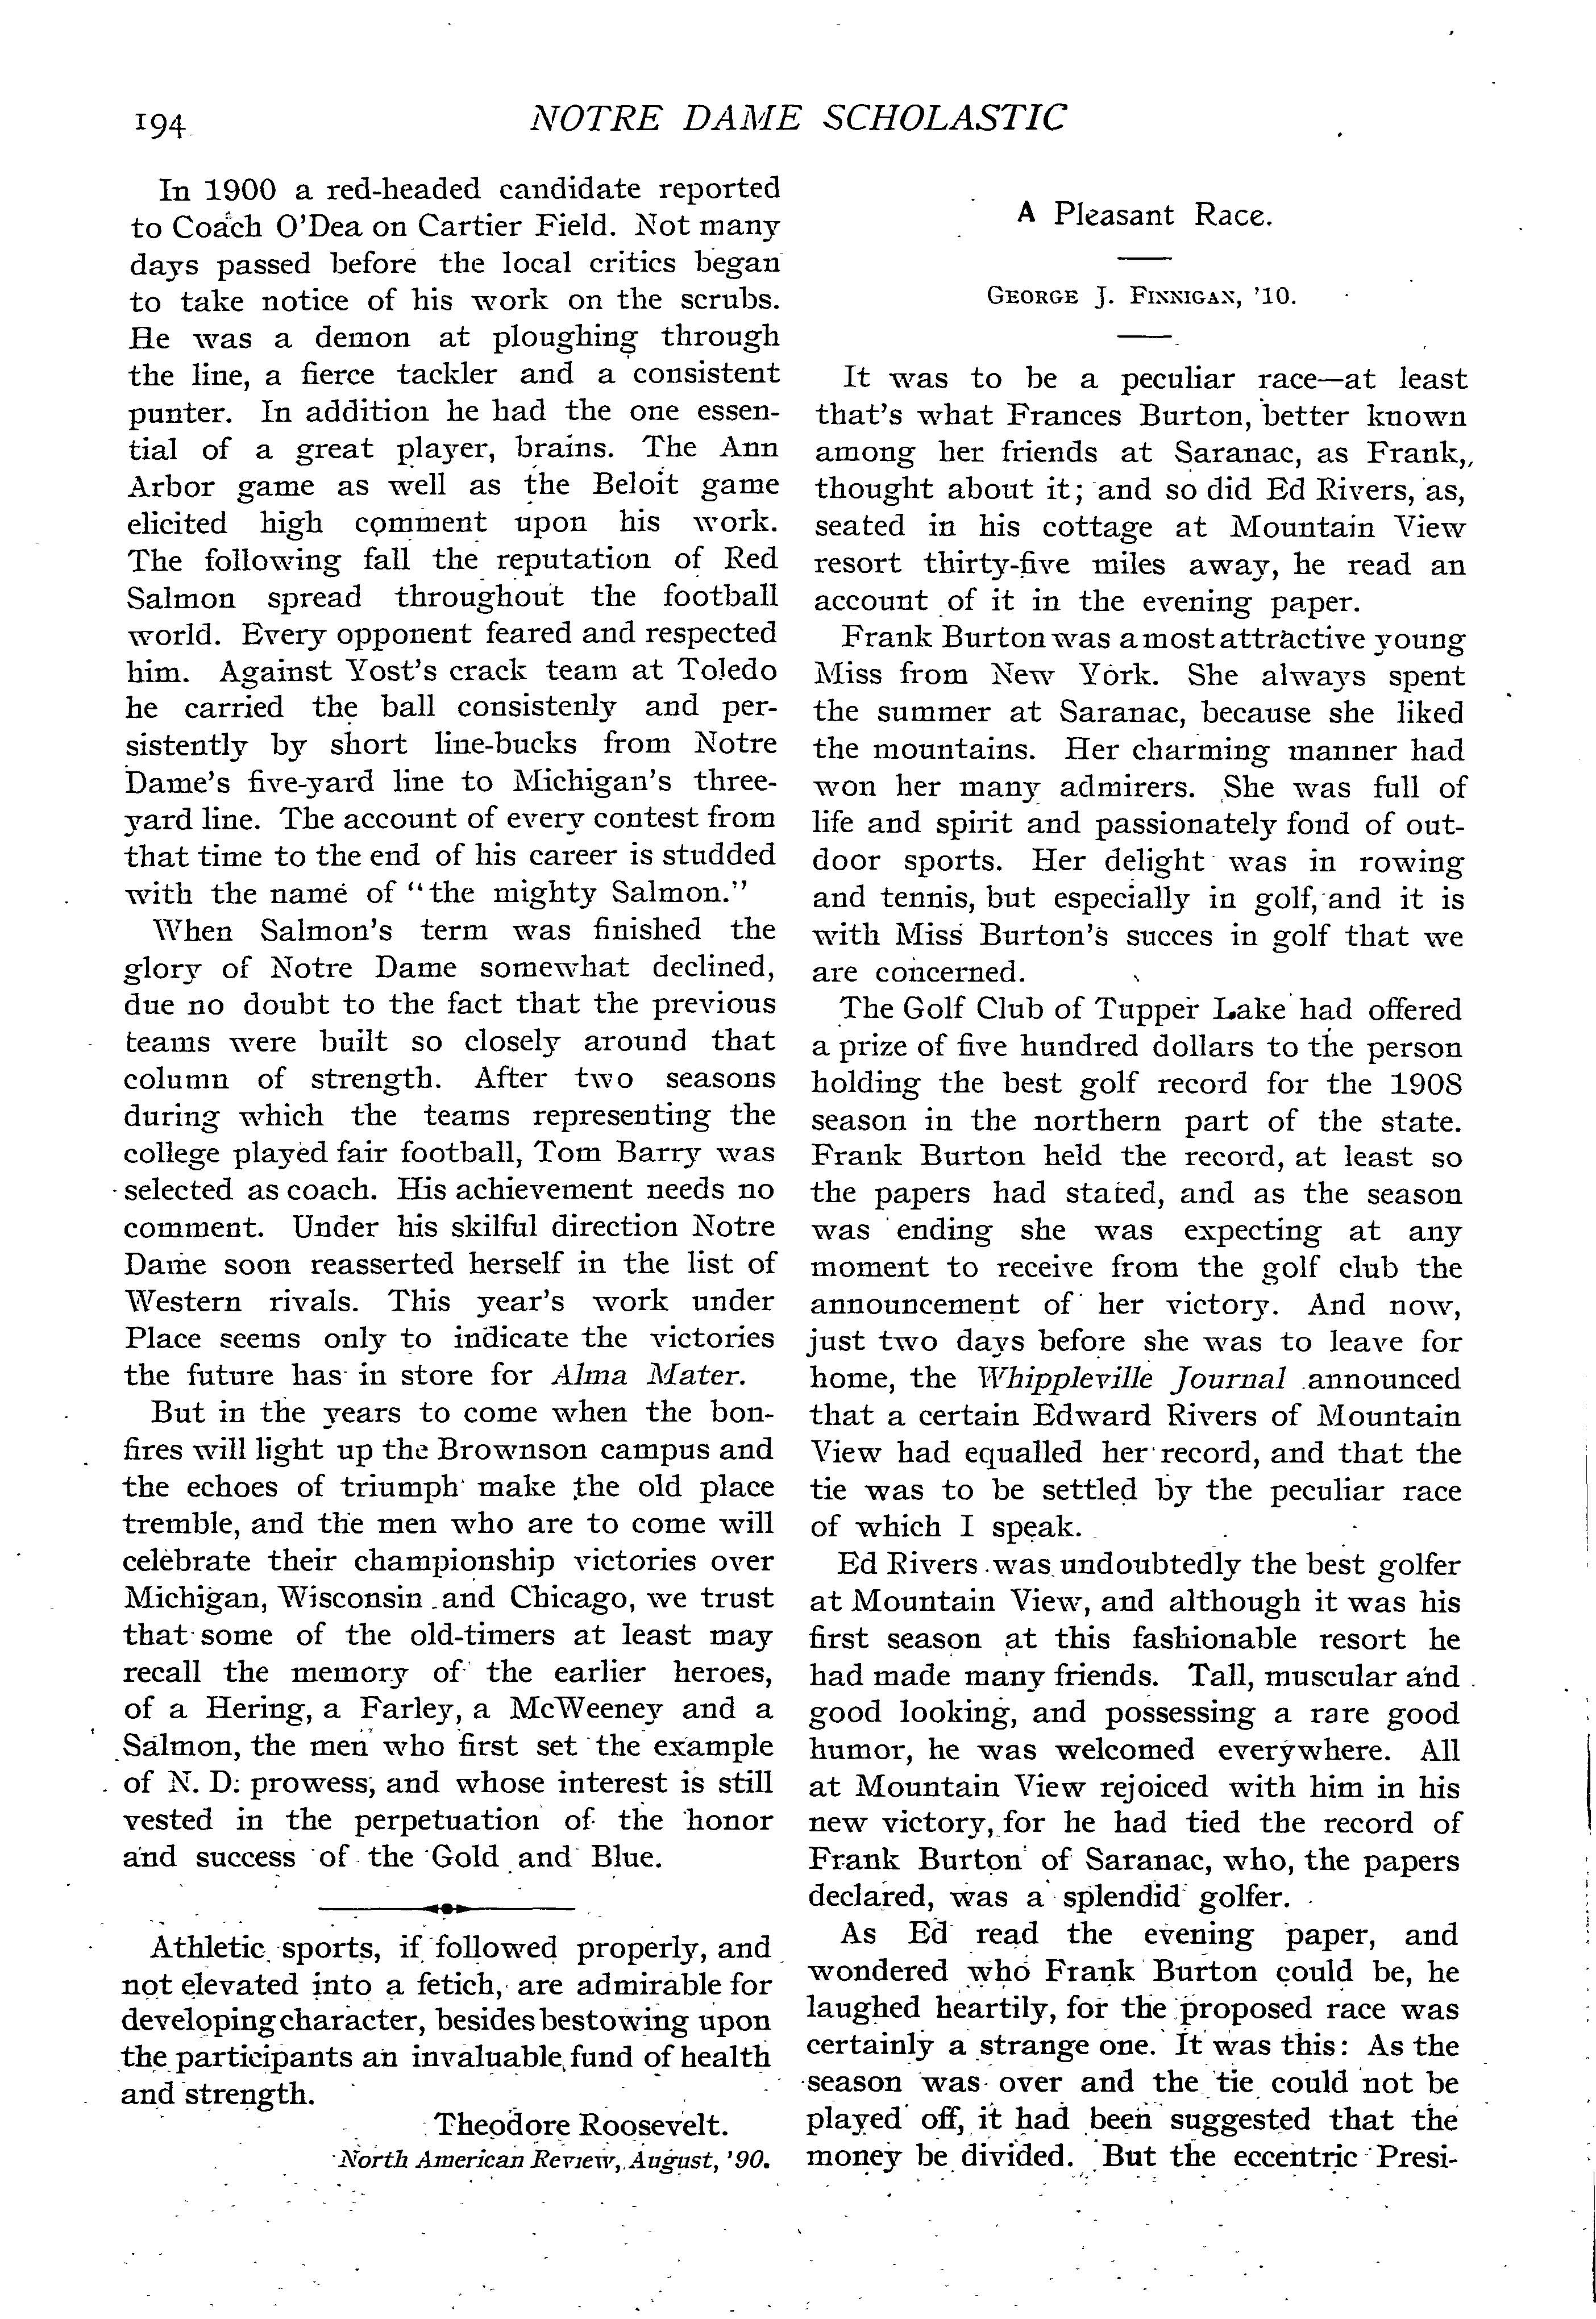 194
NOTRE DAME SCHOLASTIC
In 1900 a red-headed candidate reported
to Coach O'Dea on Cartier Field. Not many
days passed before the local critics began
to take notice of his work on the scrubs.
He was a demon at ploughing through
the line, a fierce tackler and a consistent
punter. In addition he had the one essen-
tial of a great player, brains. The Ann
Arbor game as well as the Beloit game
elicited high comment upon his work.
The following fall the reputation of Red
Salmon spread throughout the football
world. Every opponent feared and respected
him. Against Yost's crack team at Toledo
he carried the ball consistenly and per-
sistently by short line-bucks from Notre
Dame's five-yard line to Michigan's three-
yard line. The account of every contest from
that time to the end of his career is studded
with the name of "the mighty Salmon."
When Salmon's term was finished the
glory of Notre Dame somewhat declined,
due no doubt to the fact that the previous
teams were built so closely around that
column of strength. After two seasons
during which the teams representing the
college played fair football, Tom Barry was
selected as coach. His achievement needs no
comment. Under his skilful direction Notre
Dame soon reasserted herself in the list of
Western rivals. This year's work under
Place seems only to indicate the victories
the future has in store for Alma Mater.
But in the years to come when the bon-
fires will light up the Brownson campus and
the echoes of triumph make the old place
tremble, and the men who are to come will
celebrate their championship victories over
Michigan, Wisconsin and Chicago, we trust
that some of the old-timers at least may
recall the memory of the earlier heroes,
of a Hering, a Farley, a McWeeney and a
Salmon, the men who first set the example
of N. D. prowess, and whose interest is still
vested in the perpetuation of the honor
and success of the Gold and Blue.
Athletic sports, if followed properly, and
not elevated into a fetich, are admirable for
developing character, besides bestowing upon
the participants an invaluable fund of health
and strength.
Theodore Roosevelt.
North American Review, August, '90.
A Pleasant Race.
GEORGE J. FINNIGAN, '10.
It was to be a peculiar race—at least
that's what Frances Burton, better known
among her friends at Saranac, as Frank,
thought about it; and so did Ed Rivers, as,
seated in his cottage at Mountain View
resort thirty-five miles away, he read an
account of it in the evening paper.
Frank Burton was a most attractive young
Miss from New York. She always spent
the summer at Saranac, because she liked
the mountains. Her charming manner had
won her many admirers. She was full of
life and spirit and passionately fond of out-
door sports. Her delight was in rowing
and tennis, but especially in golf, and it is
with Miss Burton's succes in golf that we
are concerned.
The Golf Club of Tupper Lake had offered
a prize of five hundred dollars to the person
holding the best golf record for the 1908
season in the northern part of the state.
Frank Burton held the record, at least so
the papers had stated, and as the season
was ending she was expecting at any
moment to receive from the golf club the
announcement of her victory. And now,
just two days before she was to leave for
home, the Whippleville Journal announced
that a certain Edward Rivers of Mountain
View had equalled her record, and that the
tie was to be settled by the peculiar race
of which I speak.
Ed Rivers was undoubtedly the best golfer
at Mountain View, and although it was his
first season at this fashionable resort he
had made many friends. Tall, muscular and
good looking, and possessing a rare good
humor, he was welcomed everywhere. All
at Mountain View rejoiced with him in his
new victory, for he had tied the record of
Frank Burton of Saranac, who, the papers
declared, was a splendid golfer.
As Ed read the evening paper, and
wondered who Frank Burton could be, he
laughed heartily, for the proposed race was
certainly a strange one. It was this: As the
season was over and the tie could not be
played off, it had been suggested that the
money be divided. But the eccentric Presi-